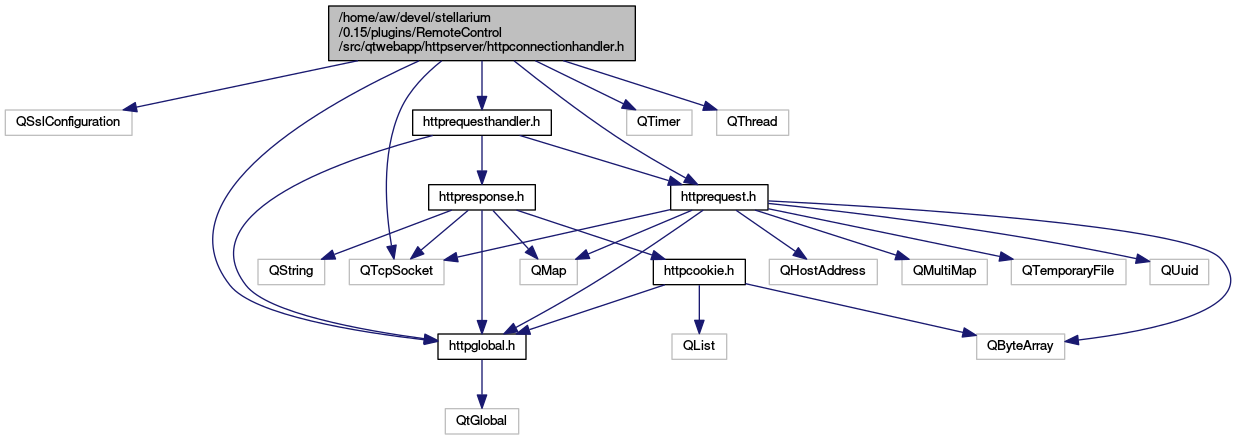 /home/aw/devel/stellarium
/0.15/plugins/RemoteControl
/src/qtwebapp/httpserver/httpconnectionhandler.h
QSslConfiguration
httprequesthandler.h
QTimer
QThread
httpresponse.h
httprequest.h
QString
QTcpSocket
QMap
httpcookie.h
QHostAddress
QMultiMap
QTemporaryFile
QUuid
httpglobal.h
QList
QByteArray
QtGlobal